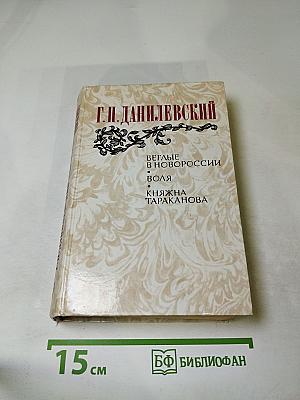 Г.П. ДАНИЛЕВСКИЙ
БЕГЛЫЕ
В НОВОРОССИИ
•
ВОЛЯ
•
КНЯЖНА
ТАРАКАНОВА
15 см
БФ БИБЛИОФАН